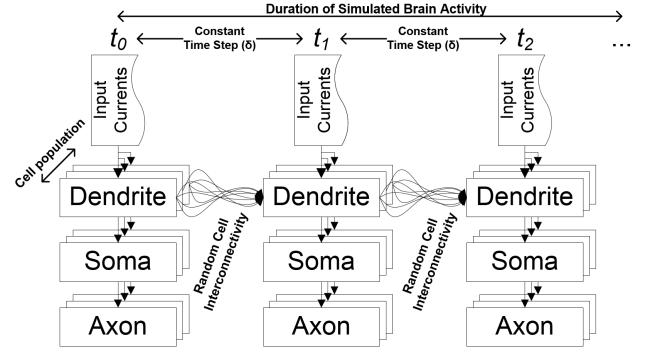 Duration of Simulated Brain Activity
t0
Constant
Time Step (δ)
t1
Constant
Time Step (δ)
t2
...
Input
Currents
Input
Currents
Input
Currents
Cell population
Dendrite
Dendrite
Dendrite
Random Cell
Interconnectivity
Random Cell
Interconnectivity
Soma
Soma
Soma
Axon
Axon
Axon